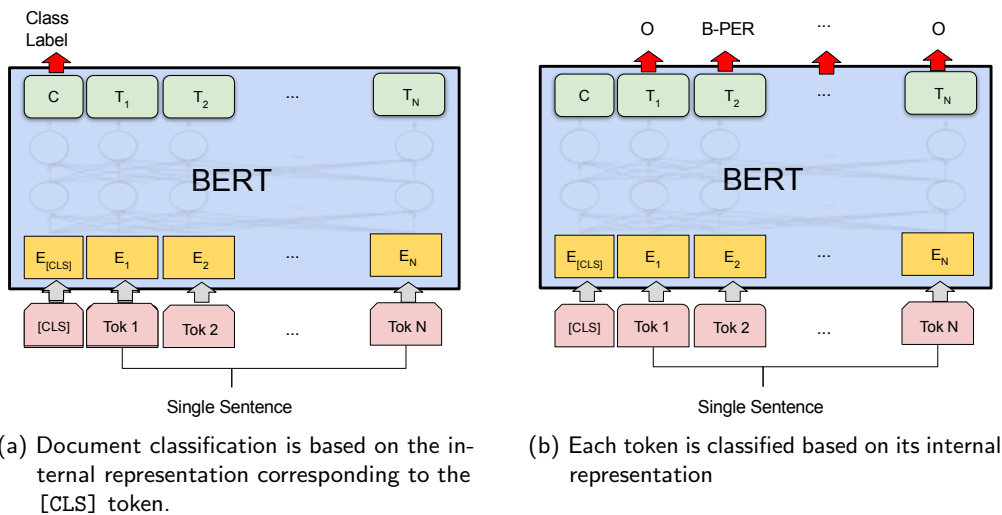 Class
Label
C T1 T2 ... TN
BERT
E[CLS] E1 E2 ... EN
[CLS] Tok 1 Tok 2 ... Tok N
Single Sentence
(a) Document classification is based on the in-
ternal representation corresponding to the
[CLS] token.
O B-PER ... O
C T1 T2 ... TN
BERT
E[CLS] E1 E2 ... EN
[CLS] Tok 1 Tok 2 ... Tok N
Single Sentence
(b) Each token is classified based on its internal
representation